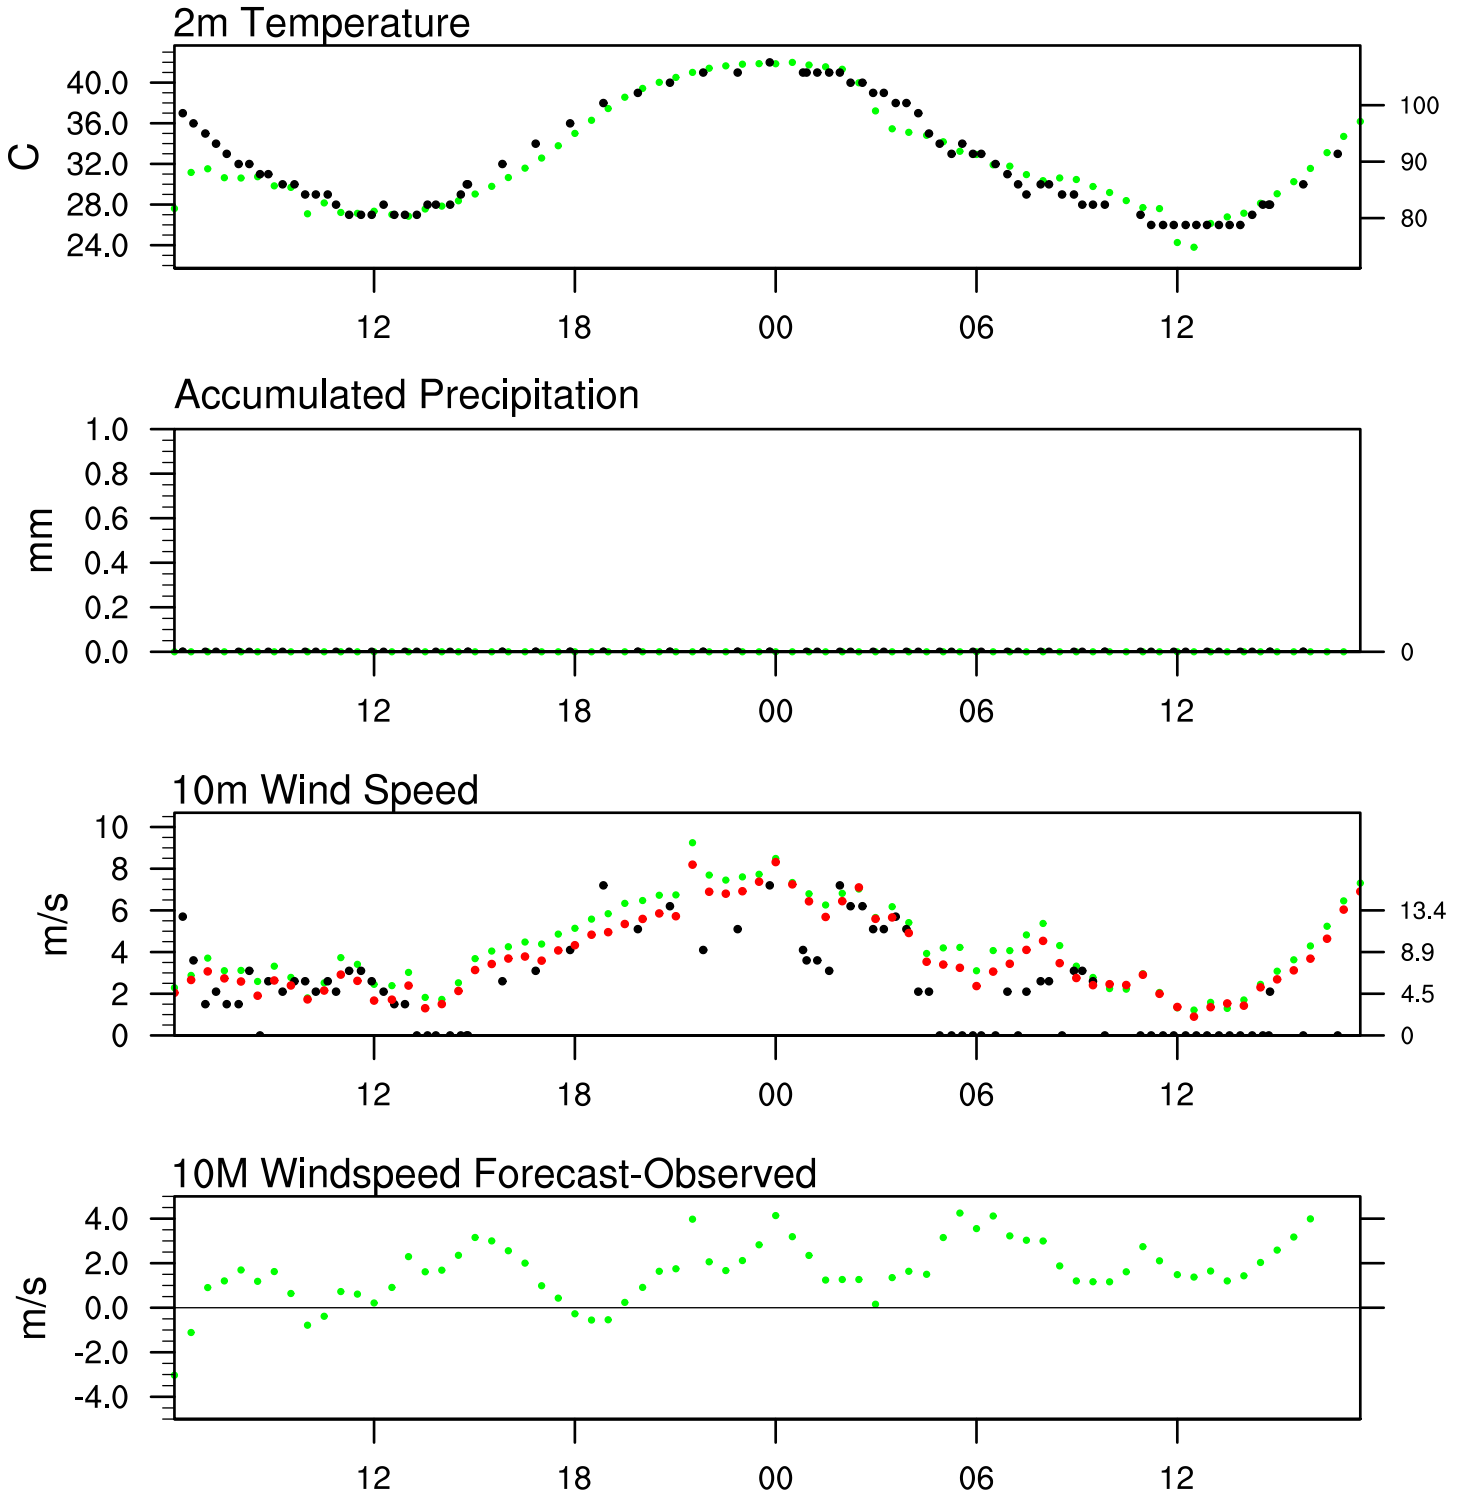 2m Temperature
C
40.0
36.0
32.0
28.0
24.0
100
90
80
12 18 00 06 12
Accumulated Precipitation
mm
1.0
0.8
0.6
0.4
0.2
0.0
0
12 18 00 06 12
10m Wind Speed
m/s
10
8
6
4
2
0
13.4
8.9
4.5
0
12 18 00 06 12
10M Windspeed Forecast-Observed
m/s
4.0
2.0
0.0
-2.0
-4.0
12 18 00 06 12